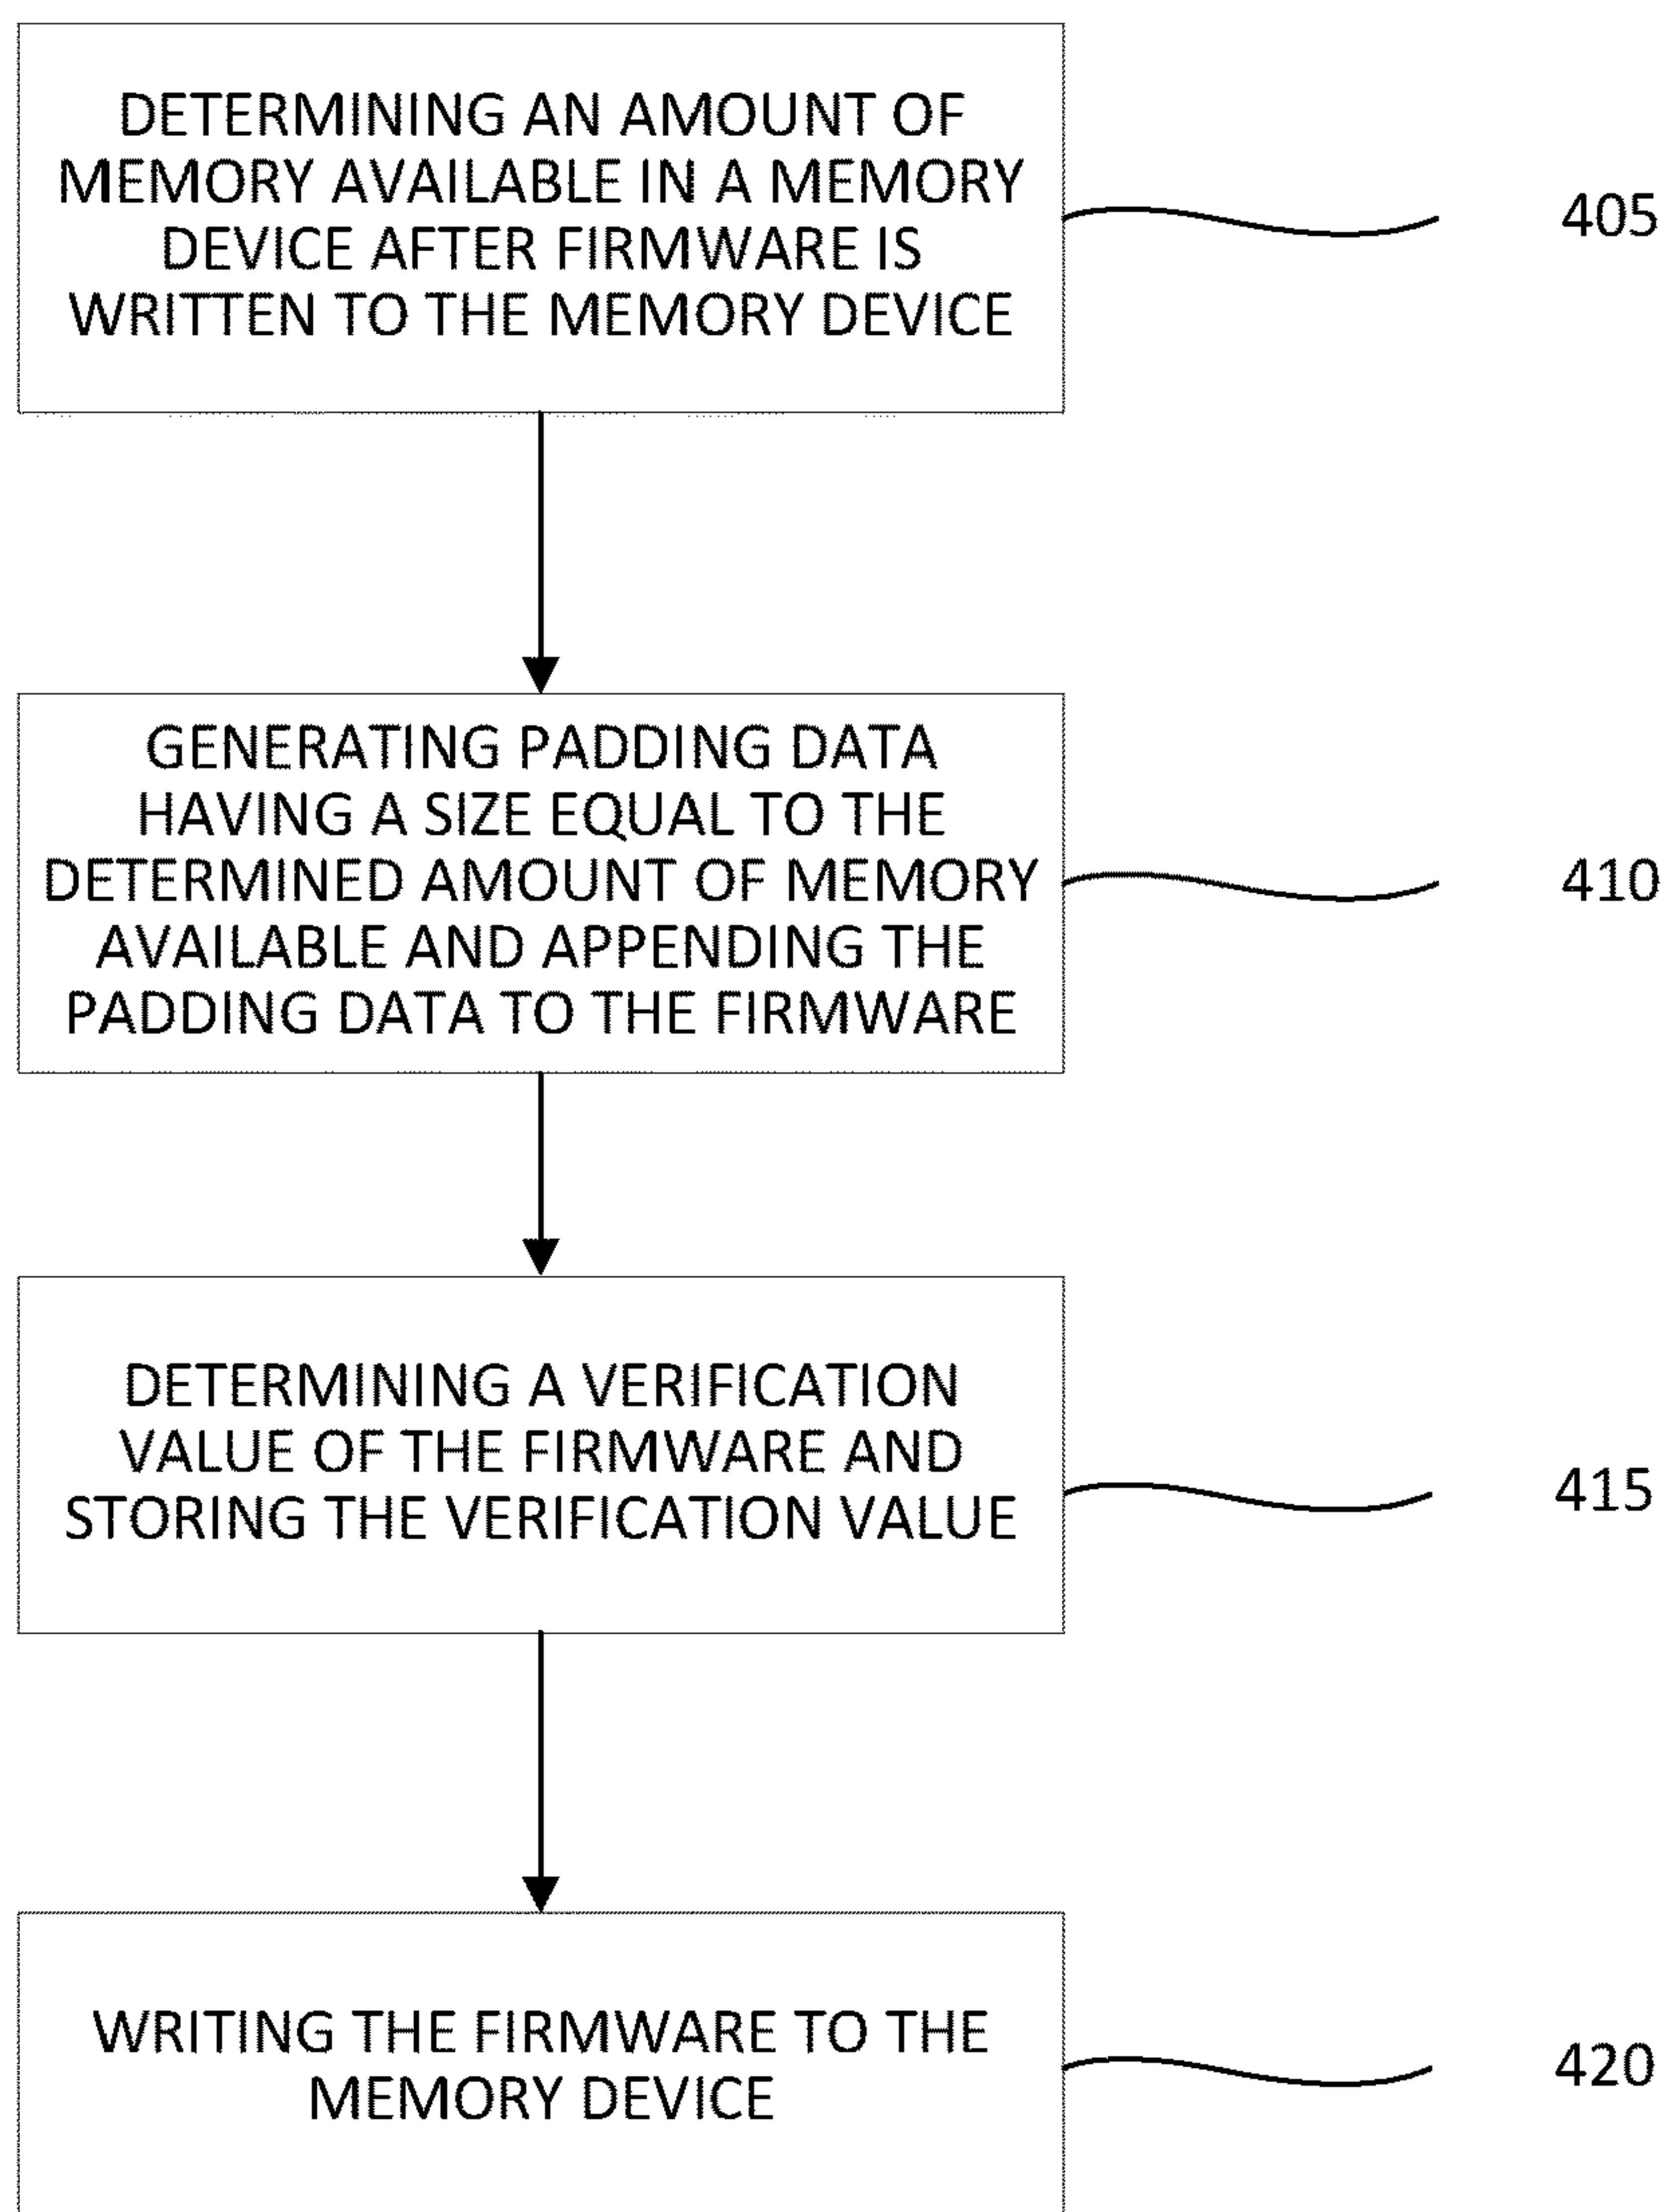 DETERMINING AN AMOUNT OF
MEMORY AVAILABLE IN A MEMORY
DEVICE AFTER FIRMWARE IS
WRITTEN TO THE MEMORY DEVICE
405
GENERATING PADDING DATA
HAVING A SIZE EQUAL TO THE
DETERMINED AMOUNT OF MEMORY
AVAILABLE AND APPENDING THE
PADDING DATA TO THE FIRMWARE
410
DETERMINING A VERIFICATION
VALUE OF THE FIRMWARE AND
STORING THE VERIFICATION VALUE
415
WRITING THE FIRMWARE TO THE
MEMORY DEVICE
420